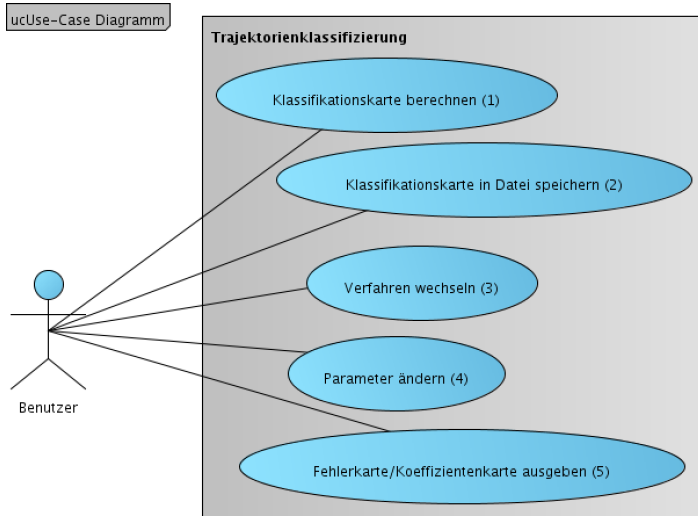 ucUse-Case Diagramm
Trajektorienklassifizierung
Klassifikationskarte berechnen (1)
Klassifikationskarte in Datei speichern (2)
Verfahren wechseln (3)
Parameter ändern (4)
Benutzer
Fehlerkarte/Koeffizientenkarte ausgeben (5)